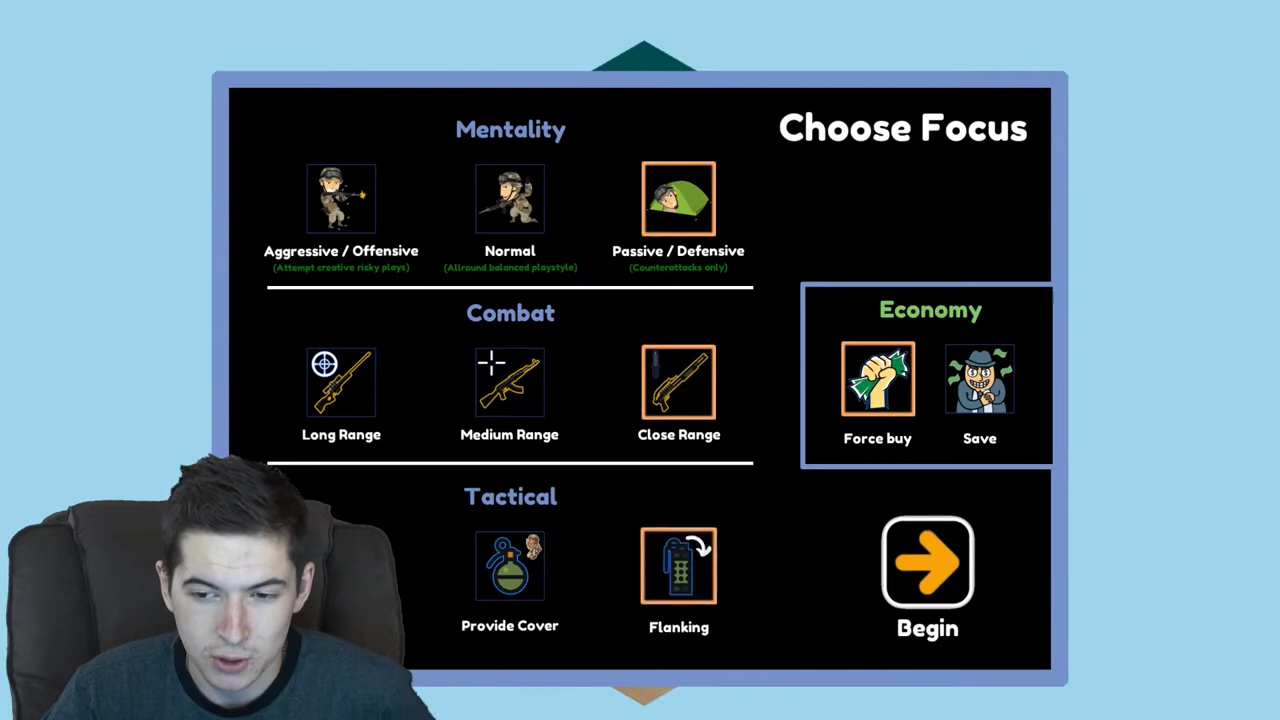 Choose Focus
Mentality
Aggressive / Offensive
(Attempt creative risky plays)
Normal
(Allround balanced playstyle)
Passive / Defensive
(Counterattacks only)
Combat
Long Range
Medium Range
Close Range
Tactical
Provide Cover
Flanking
Economy
Force buy
Save
Begin